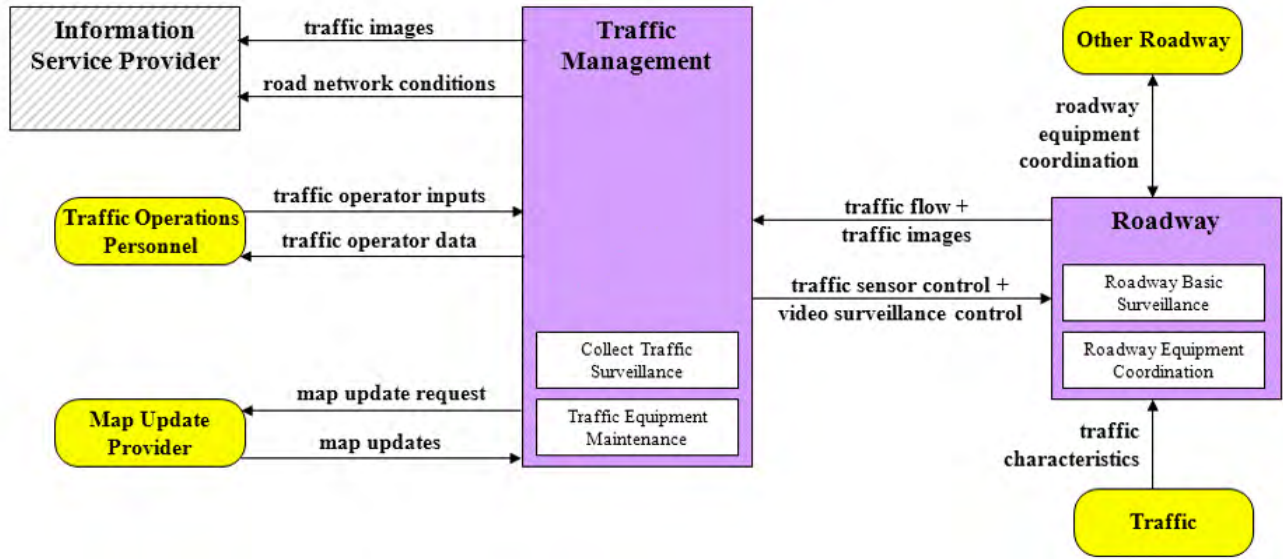 Information
Service Provider
traffic images
road network conditions
Traffic
Management
Other Roadway
roadway
equipment
coordination
Traffic Operations
Personnel
traffic operator inputs
traffic operator data
traffic flow +
traffic images
traffic sensor control +
video surveillance control
Roadway
Roadway Basic
Surveillance
Roadway Equipment
Coordination
Collect Traffic
Surveillance
Traffic Equipment
Maintenance
Map Update
Provider
map update request
map updates
traffic
characteristics
Traffic